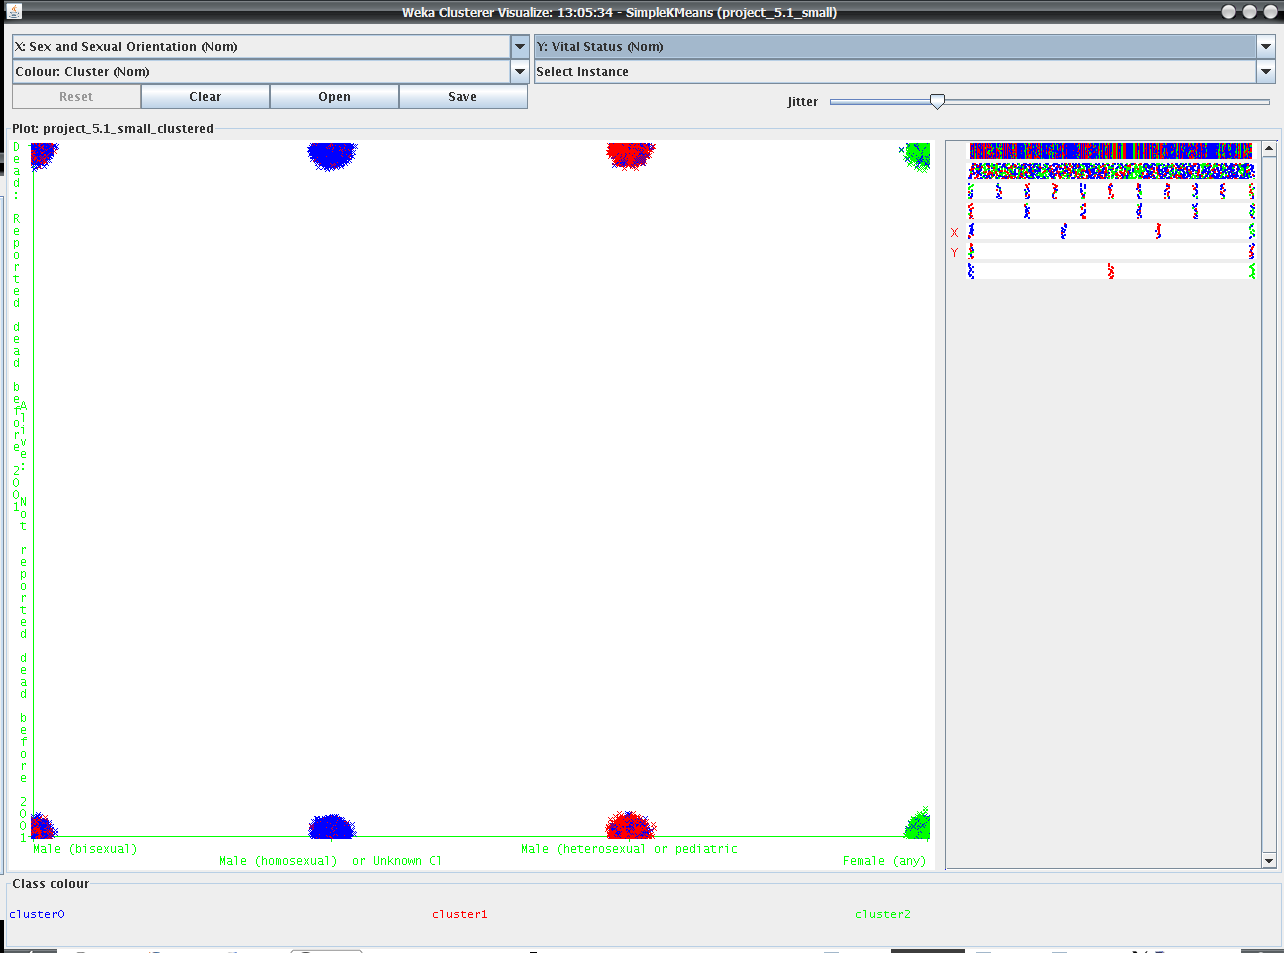 Weka Clusterer Visualize: 13:05:34 - SimpleKMeans (project_5.1_small)
X: Sex and Sexual Orientation (Nom)
Y: Vital Status (Nom)
Colour: Cluster (Nom)
Select Instance
Reset
Clear
Open
Save
Jitter
Plot: project_5.1_small_clustered
Dead: Reported dead before 2001
Alive: Not reported dead before 2001
X
Y
Male (bisexual)
Male (homosexual) or Unknown Cl
Male (heterosexual or pediatric
Female (any)
Class colour
cluster0
cluster1
cluster2